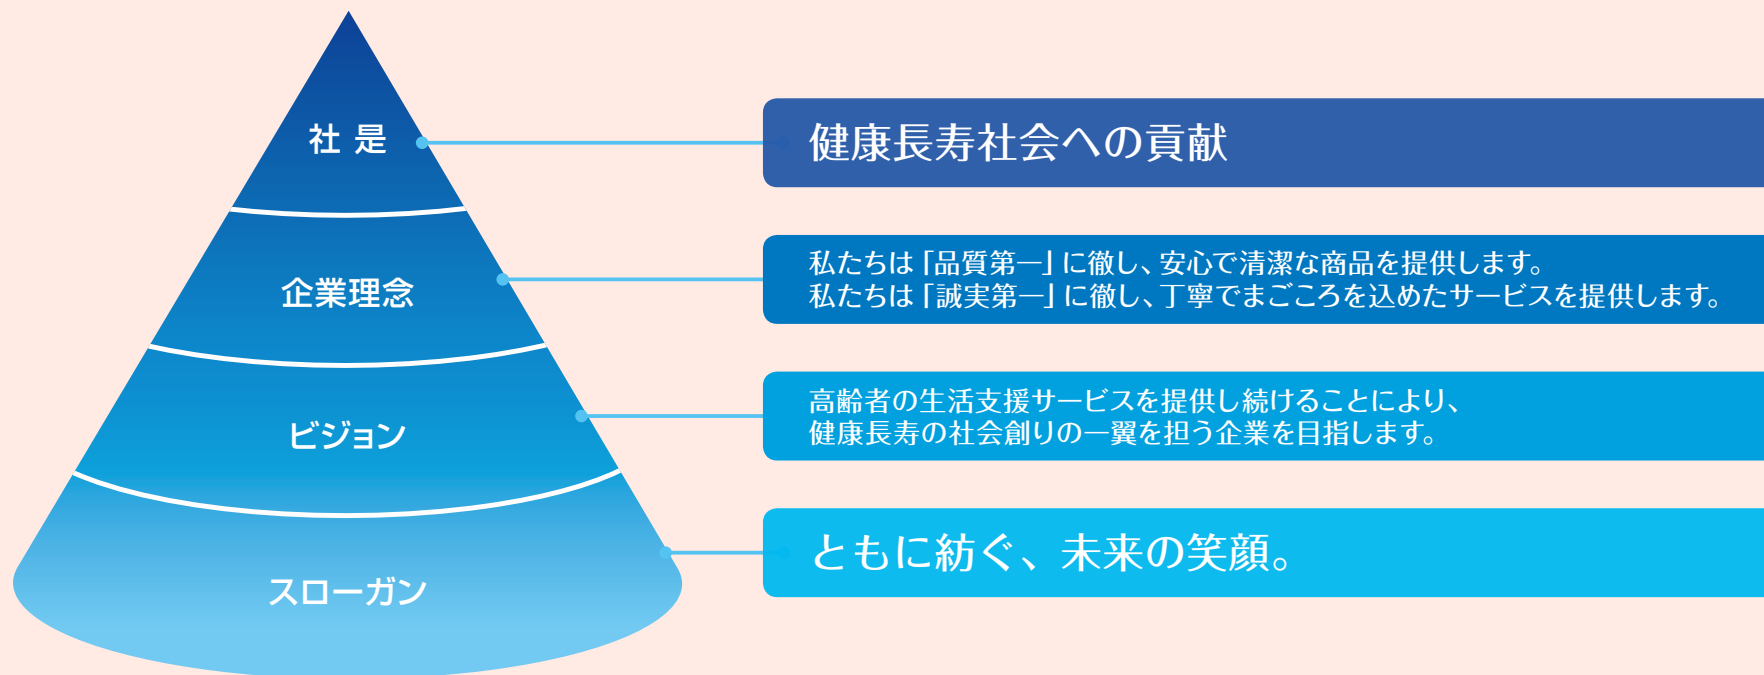 社是
健康長寿社会への貢献
企業理念
私たちは「品質第一」に徹し、安心で清潔な商品を提供します。
私たちは「誠実第一」に徹し、丁寧でまごころを込めたサービスを提供します。
ビジョン
高齢者の生活支援サービスを提供し続けることにより、
健康長寿の社会創りの一翼を担う企業を目指します。
スローガン
ともに紡ぐ、未来の笑顔。